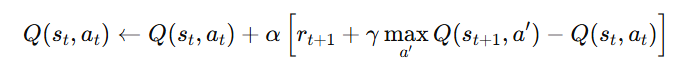 Q(s_t, a_t) ← Q(s_t, a_t) + α [ r_{t+1} + γ max_{a'} Q(s_{t+1}, a') − Q(s_t, a_t) ]